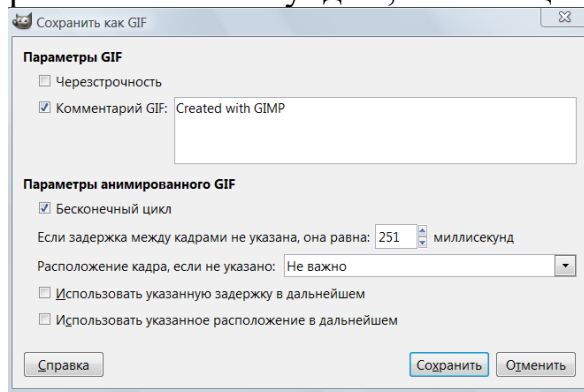 Сохранить как GIF
Параметры GIF
Черезстрочность
Комментарий GIF: Created with GIMP
Параметры анимированного GIF
Бесконечный цикл
Если задержка между кадрами не указана, она равна: 251 миллисекунд
Расположение кадра, если не указано: Не важно
Использовать указанную задержку в дальнейшем
Использовать указанное расположение в дальнейшем
Справка Сохранить Отменить